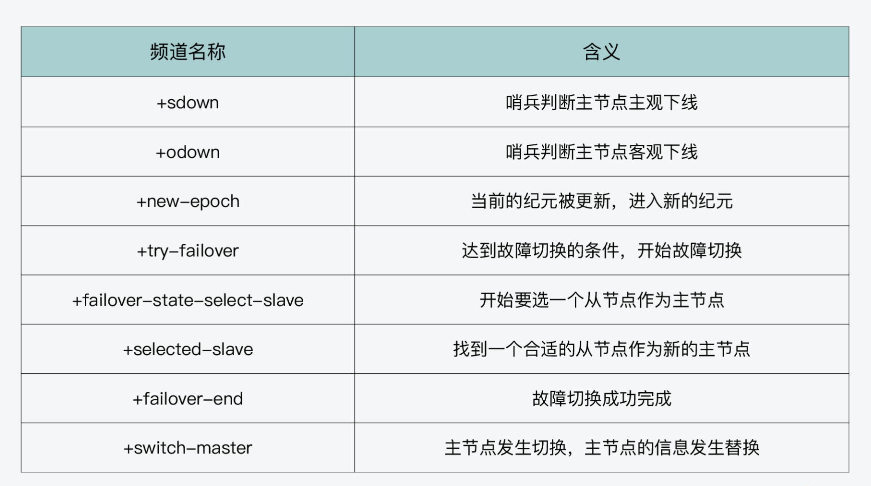 频道名称 含义
+sdown 哨兵判断主节点主观下线
+odown 哨兵判断主节点客观下线
+new-epoch 当前的纪元被更新，进入新的纪元
+try-failover 达到故障切换的条件，开始故障切换
+failover-state-select-slave 开始要选一个从节点作为主节点
+selected-slave 找到一个合适的从节点作为新的主节点
+failover-end 故障切换成功完成
+switch-master 主节点发生切换，主节点的信息发生替换